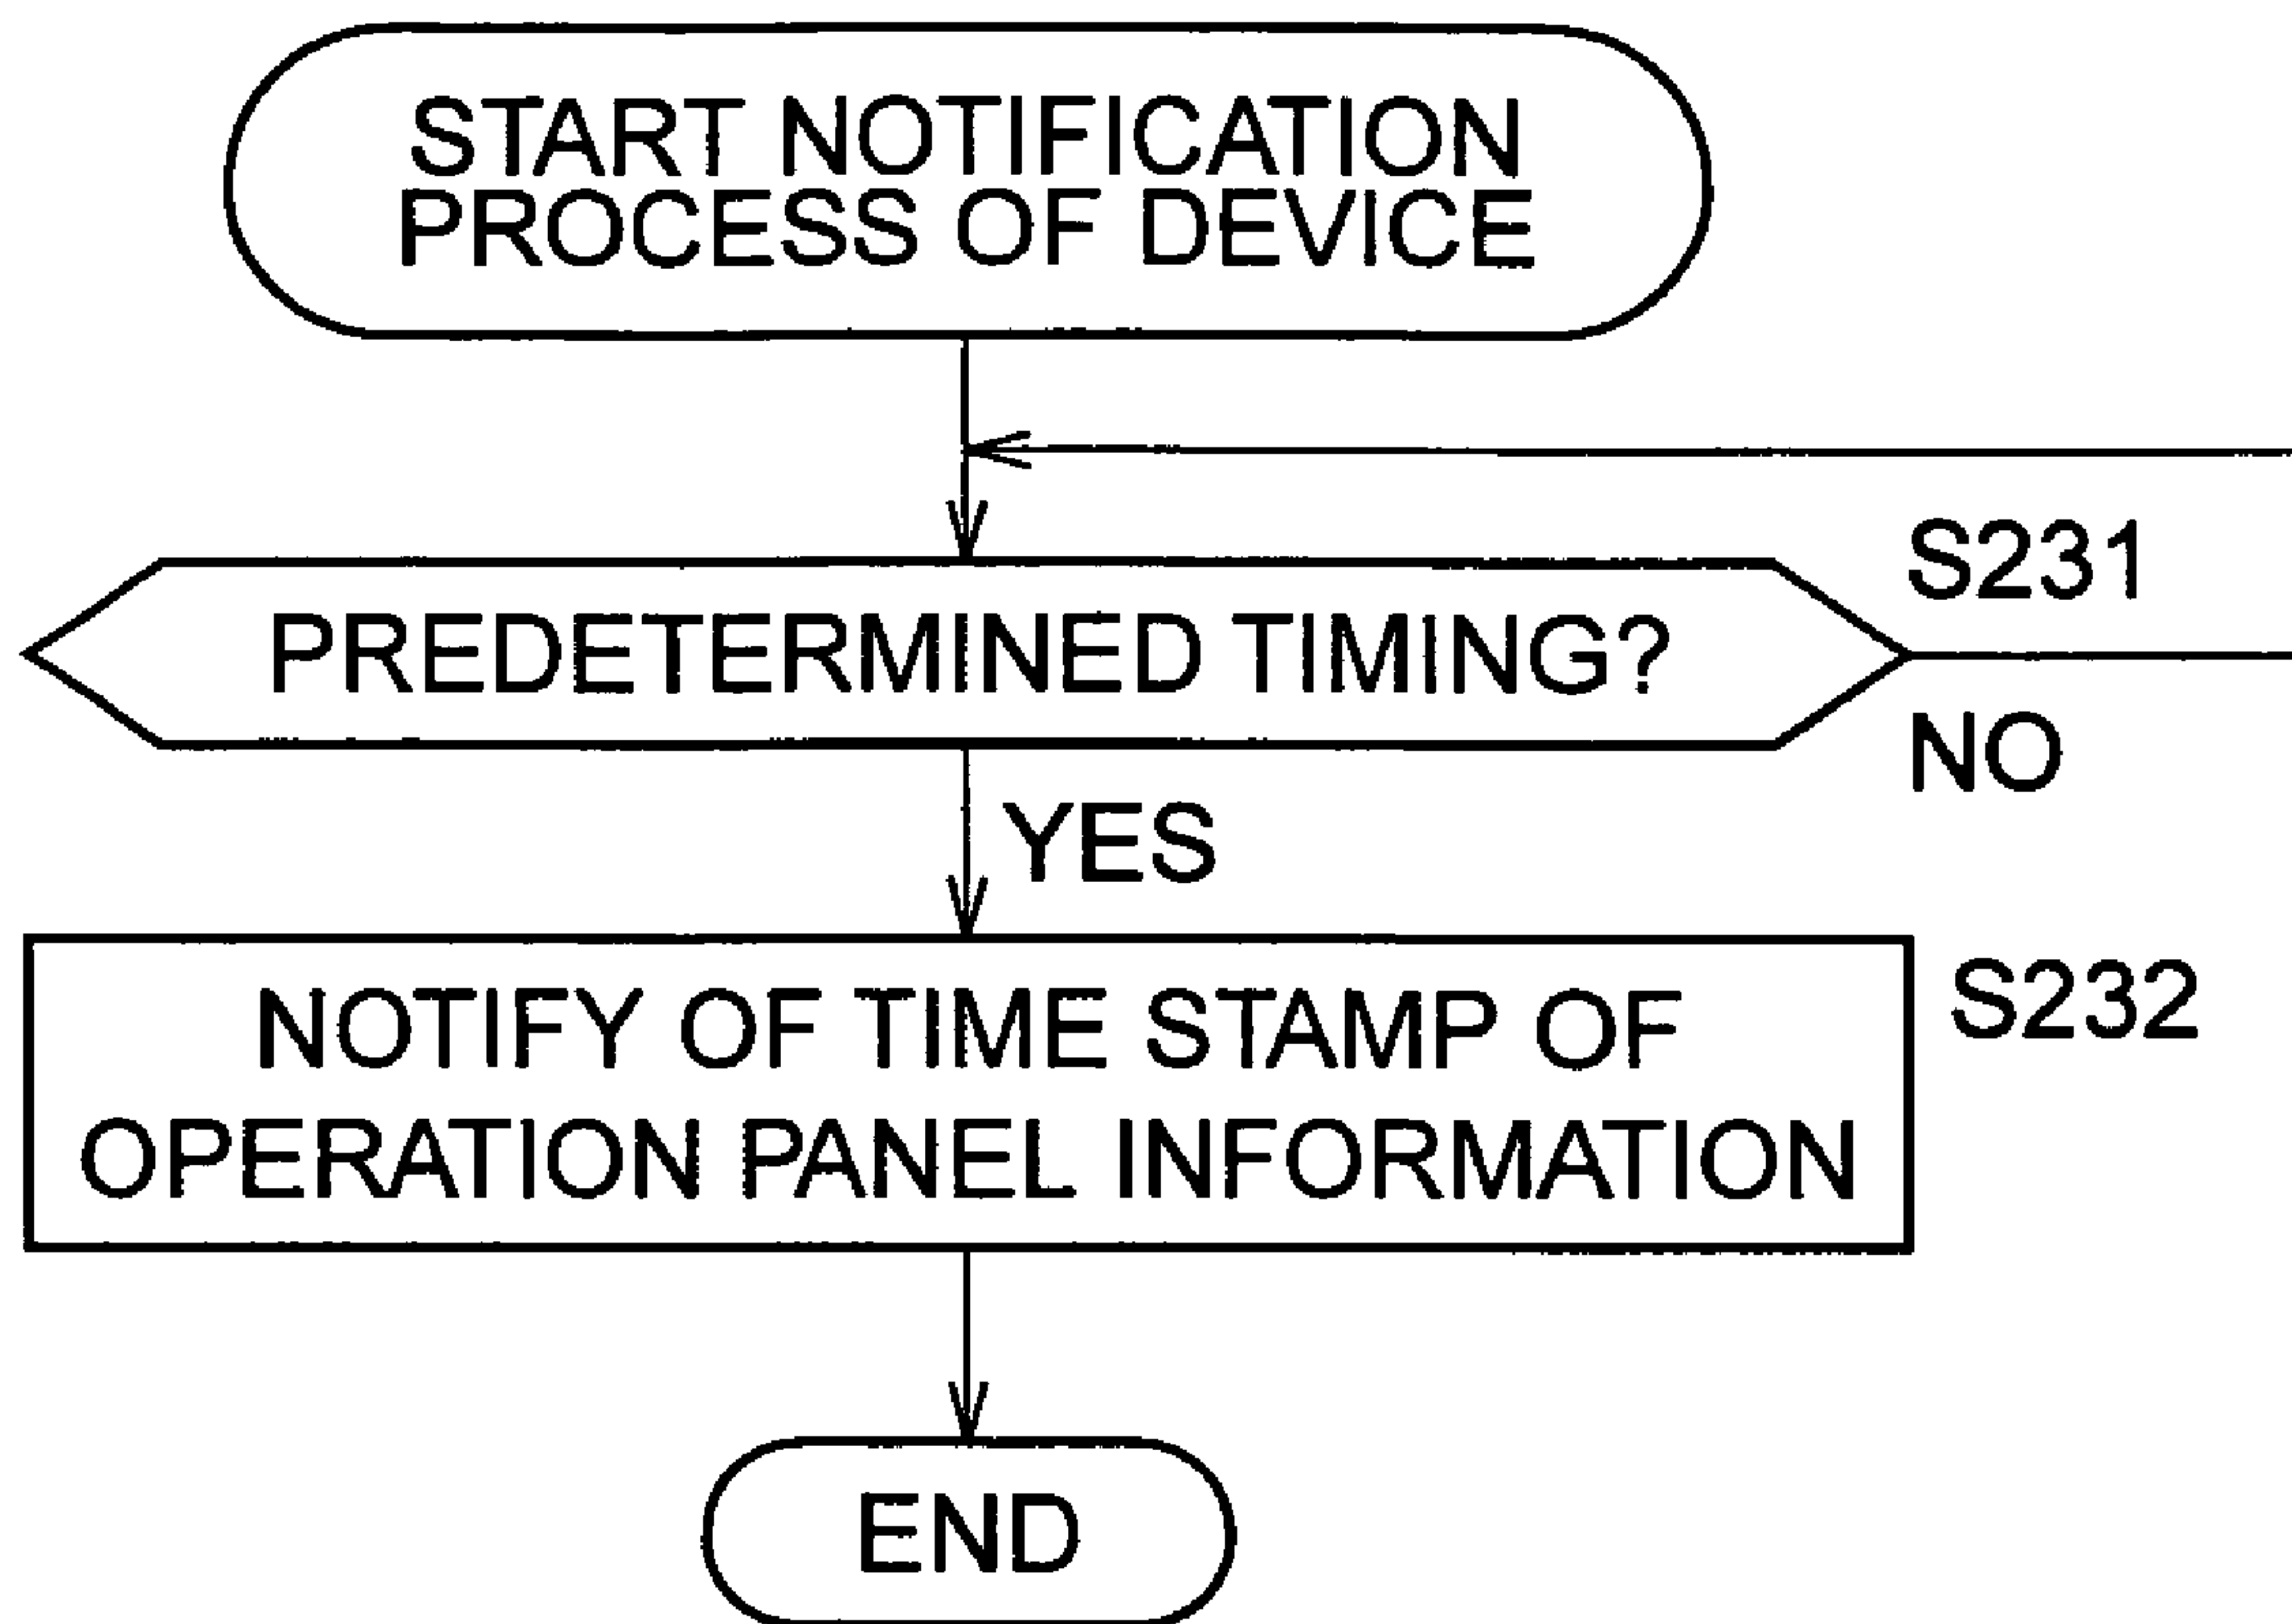 START NOTIFICATION
PROCESS OF DEVICE
S231
PREDETERMINED TIMING?
NO
YES
NOTIFY OF TIME STAMP OF
S232
OPERATION PANEL INFORMATION
END